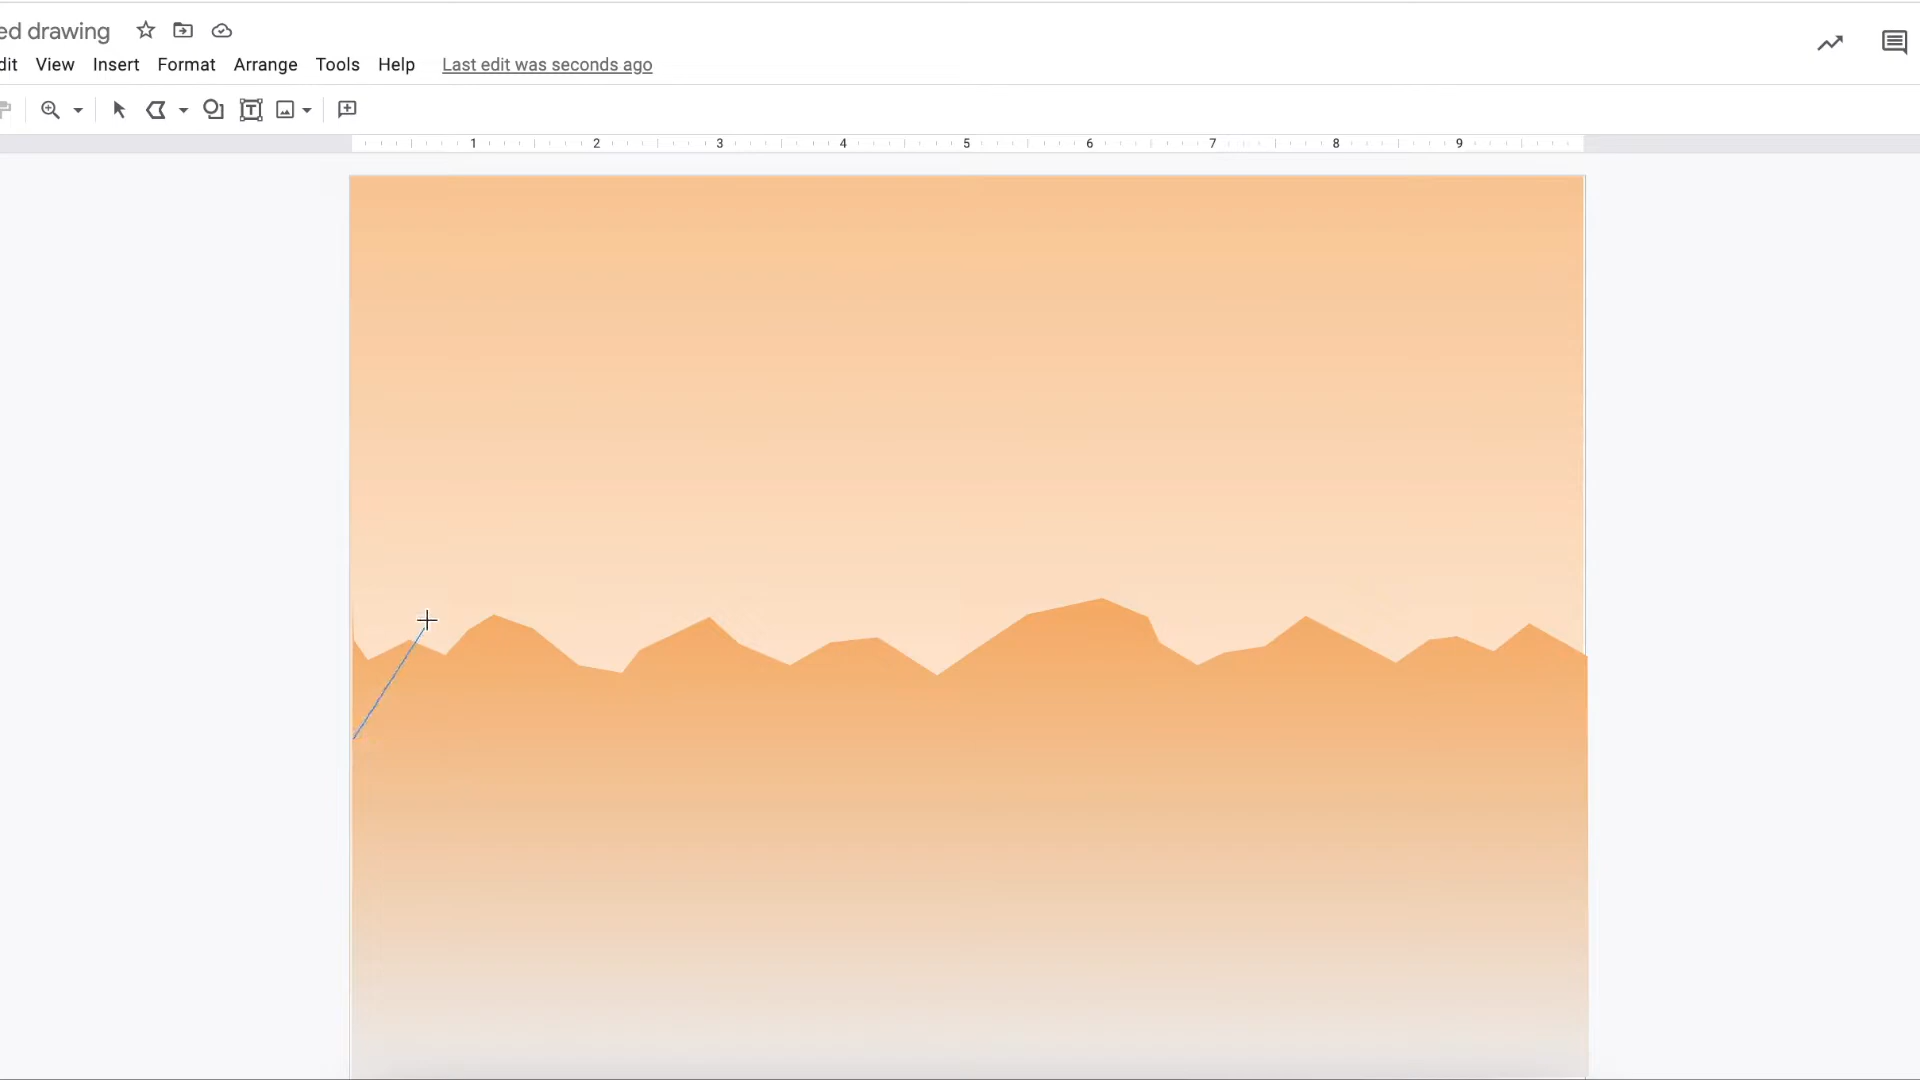 ed drawing
dit View Insert Format Arrange Tools Help Last edit was seconds ago
1 2 3 4 5 6 7 8 9